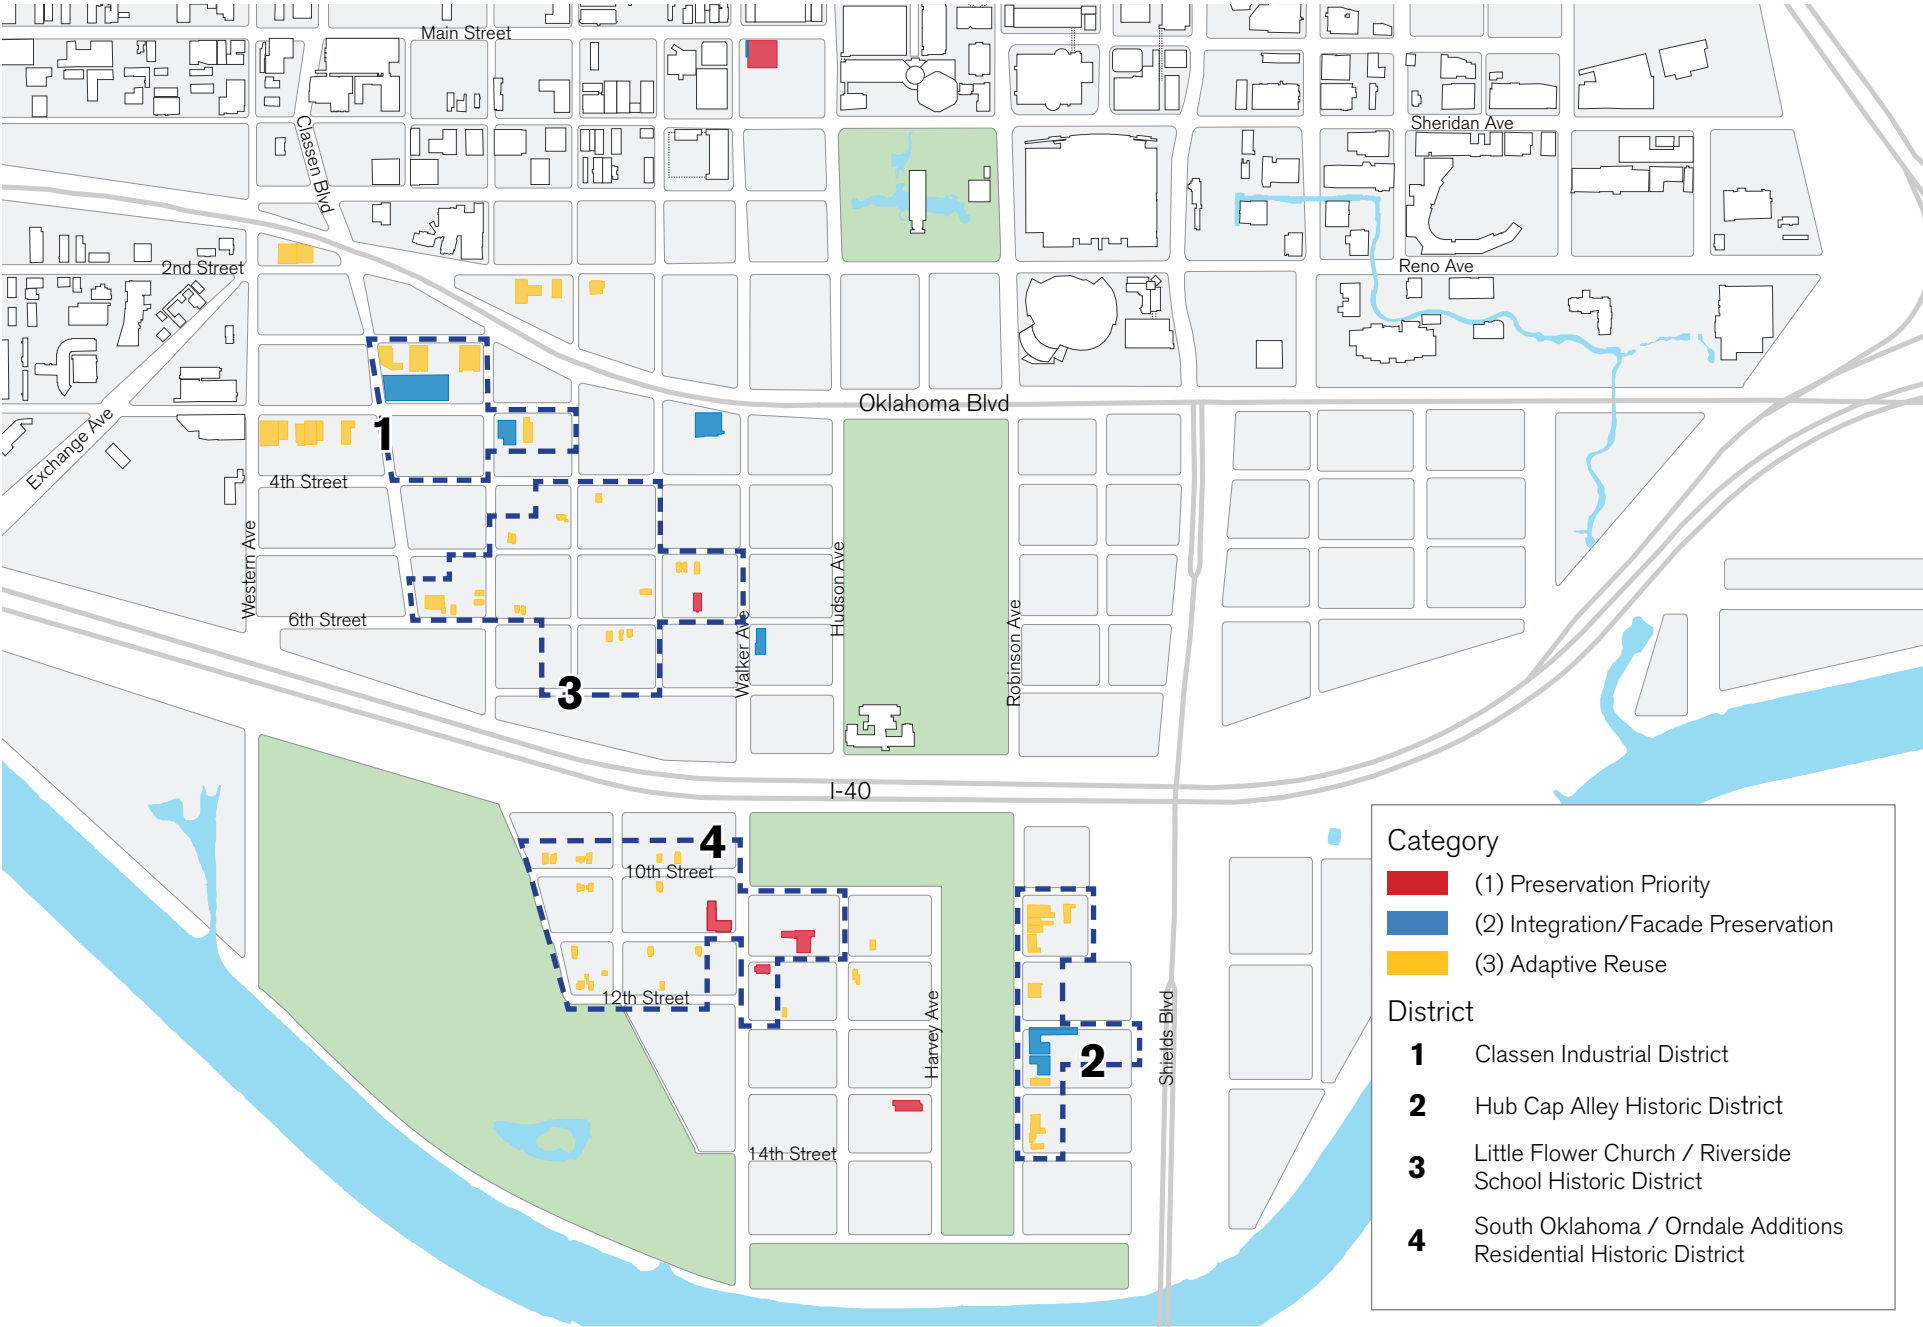 Main Street
Classen Blvd
Sheridan Ave
2nd Street
Reno Ave
Oklahoma Blvd
Exchange Ave
1
4th Street
Western Ave
6th Street
Hudson Ave
Walker Ave
Robinson Ave
3
I-40
4
10th Street
12th Street
Harvey Ave
Shields Blvd
2
14th Street
Category
(1) Preservation Priority
(2) Integration/Facade Preservation
(3) Adaptive Reuse
District
1 Classen Industrial District
2 Hub Cap Alley Historic District
3 Little Flower Church / Riverside
School Historic District
4 South Oklahoma / Orndale Additions
Residential Historic District